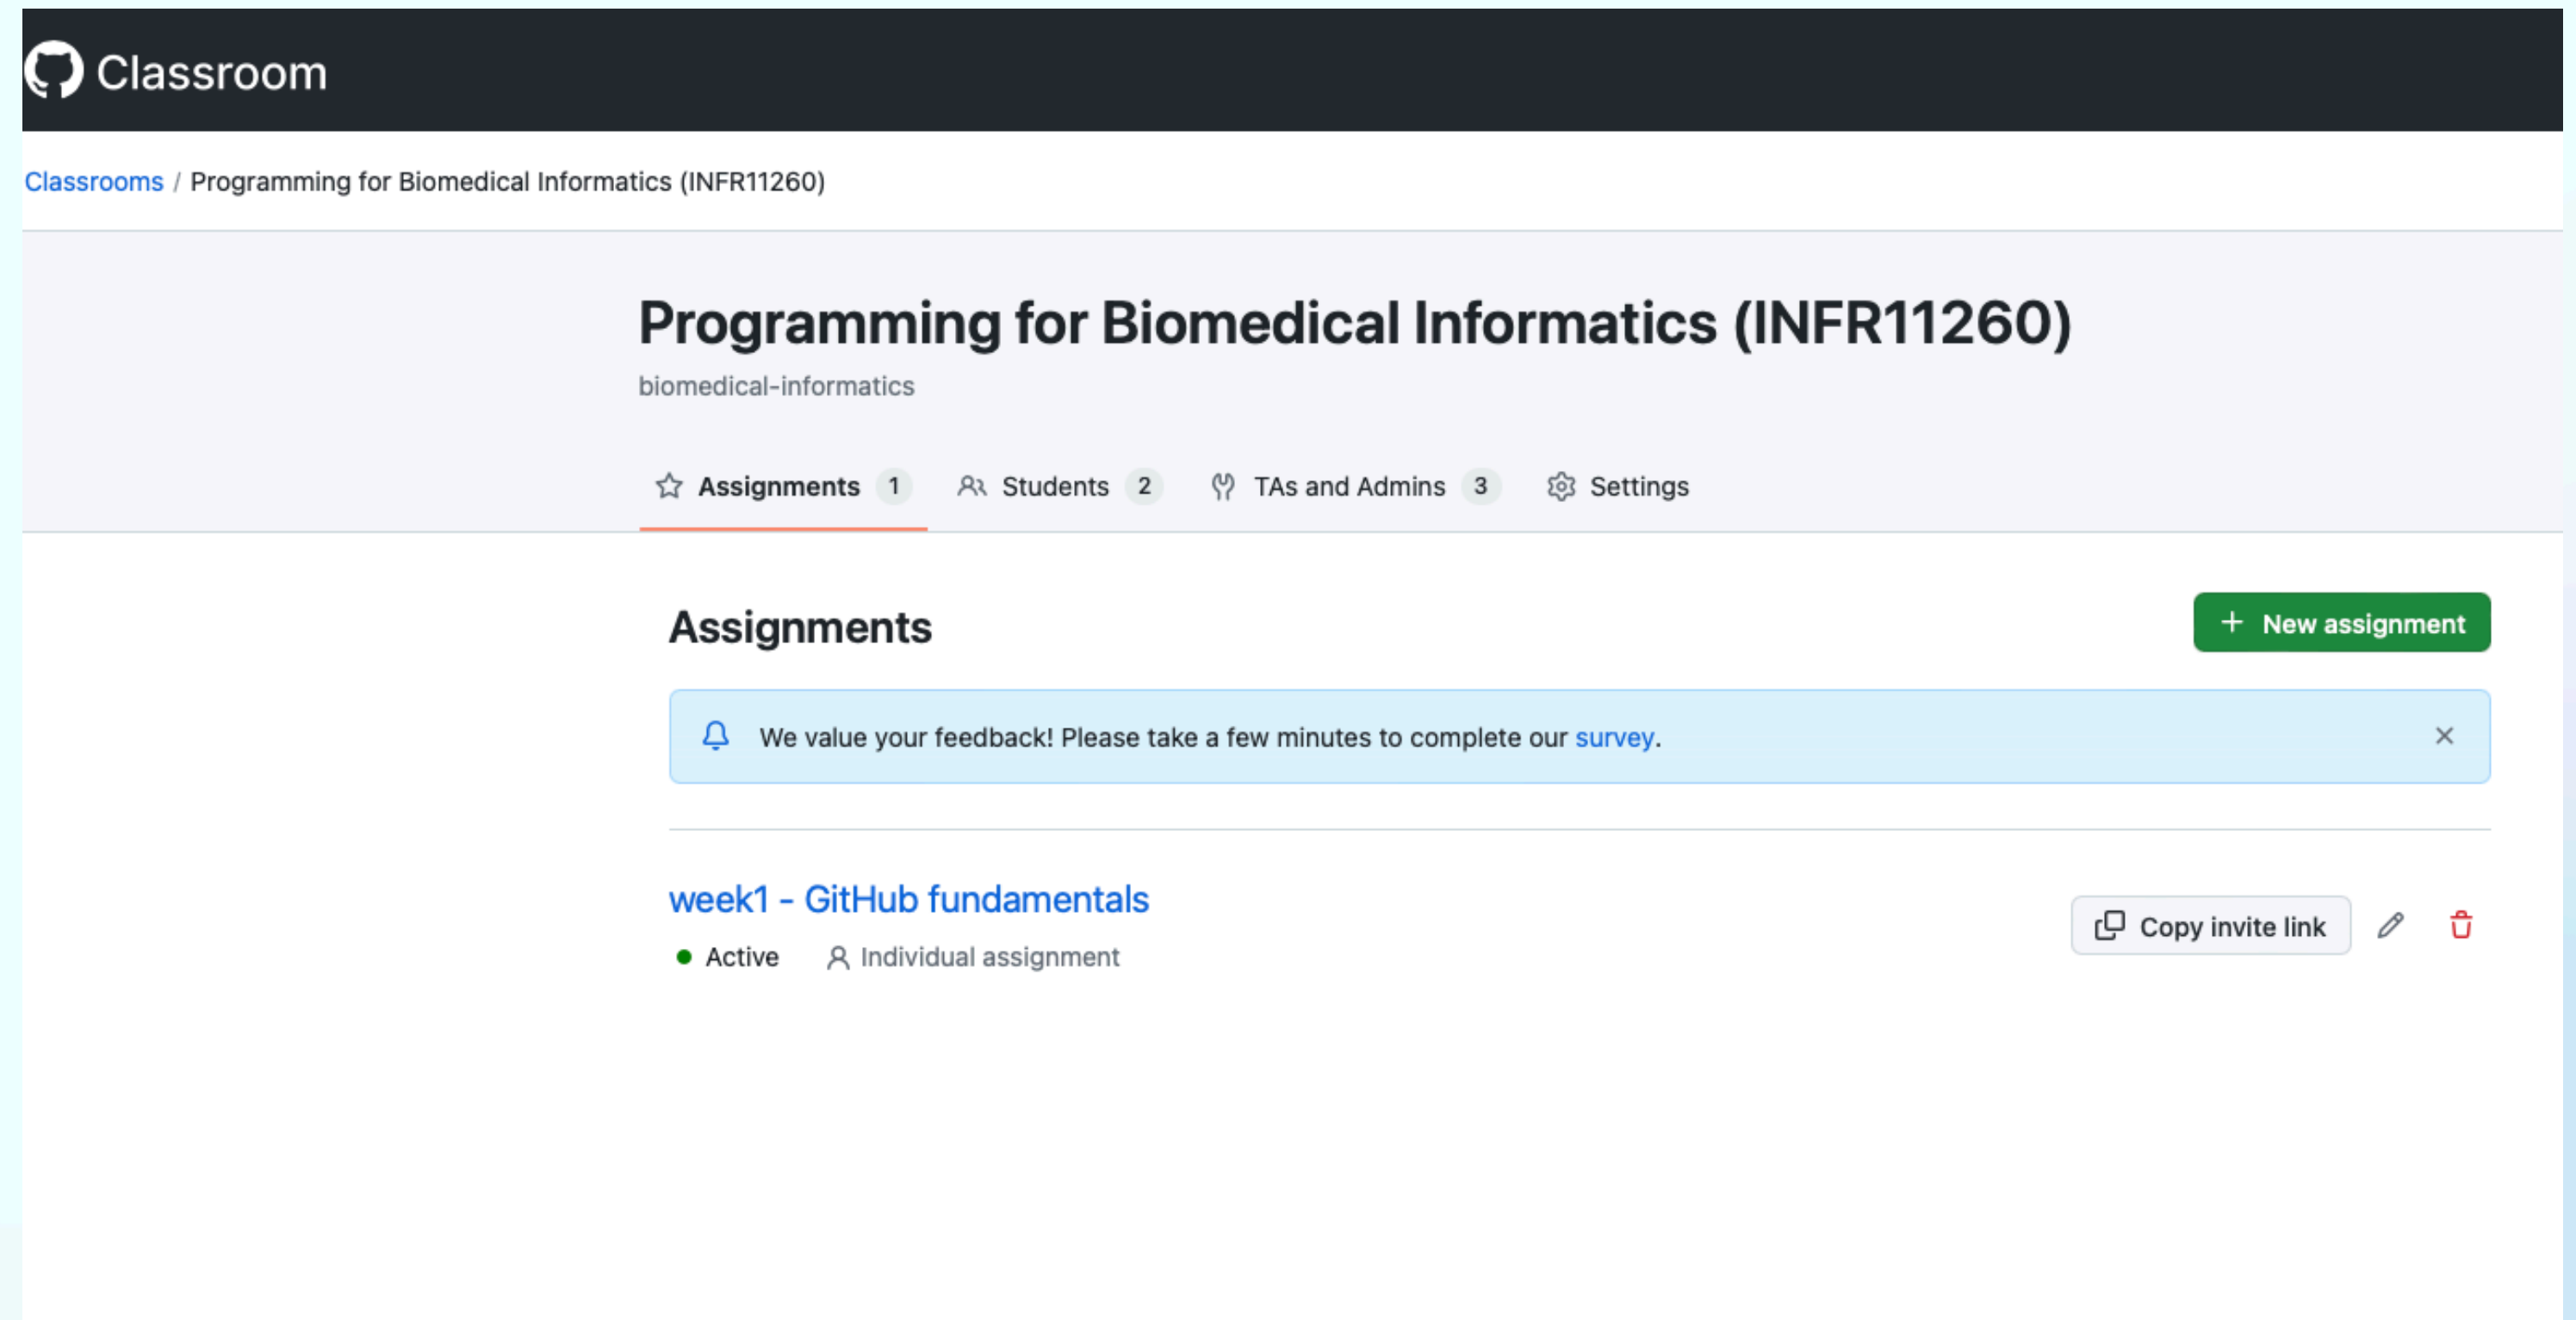 Classroom
Classrooms / Programming for Biomedical Informatics (INFR11260)
Programming for Biomedical Informatics (INFR11260)
biomedical-informatics
Assignments 1 Students 2 TAs and Admins 3 Settings
Assignments
+ New assignment
We value your feedback! Please take a few minutes to complete our survey.
week1 - GitHub fundamentals
Copy invite link
Active Individual assignment